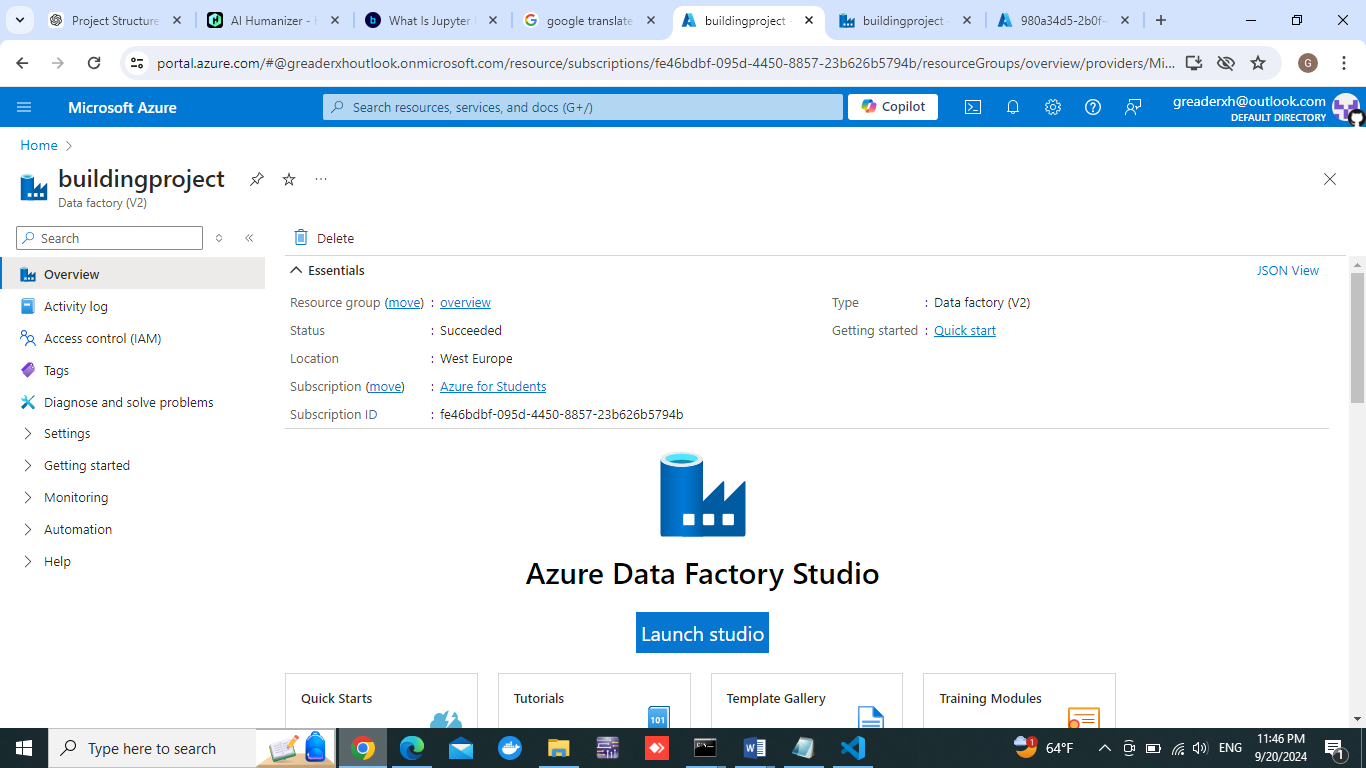 Project Structure
AI Humanizer -
What Is Jupyter
google translate
buildingproject
buildingproject
980a34d5-2b0f-
portal.azure.com/#@greaderxhoutlook.onmicrosoft.com/resource/subscriptions/fe46bdbf-095d-4450-8857-23b626b5794b/resourceGroups/overview/providers/Mi...
G
Microsoft Azure
Search resources, services, and docs (G+/)
Copilot
greaderxh@outlook.com
DEFAULT DIRECTORY
Home
buildingproject
Data factory (V2)
Search
Delete
Overview
Activity log
Access control (IAM)
Tags
Diagnose and solve problems
Settings
Getting started
Monitoring
Automation
Help
Essentials
JSON View
Resource group (move) : overview
Status : Succeeded
Location : West Europe
Subscription (move) : Azure for Students
Subscription ID : fe46bdbf-095d-4450-8857-23b626b5794b
Type : Data factory (V2)
Getting started : Quick start
Azure Data Factory Studio
Launch studio
Quick Starts
Tutorials
101
Template Gallery
Training Modules
Type here to search
1
64°F
ENG
11:46 PM
9/20/2024
1